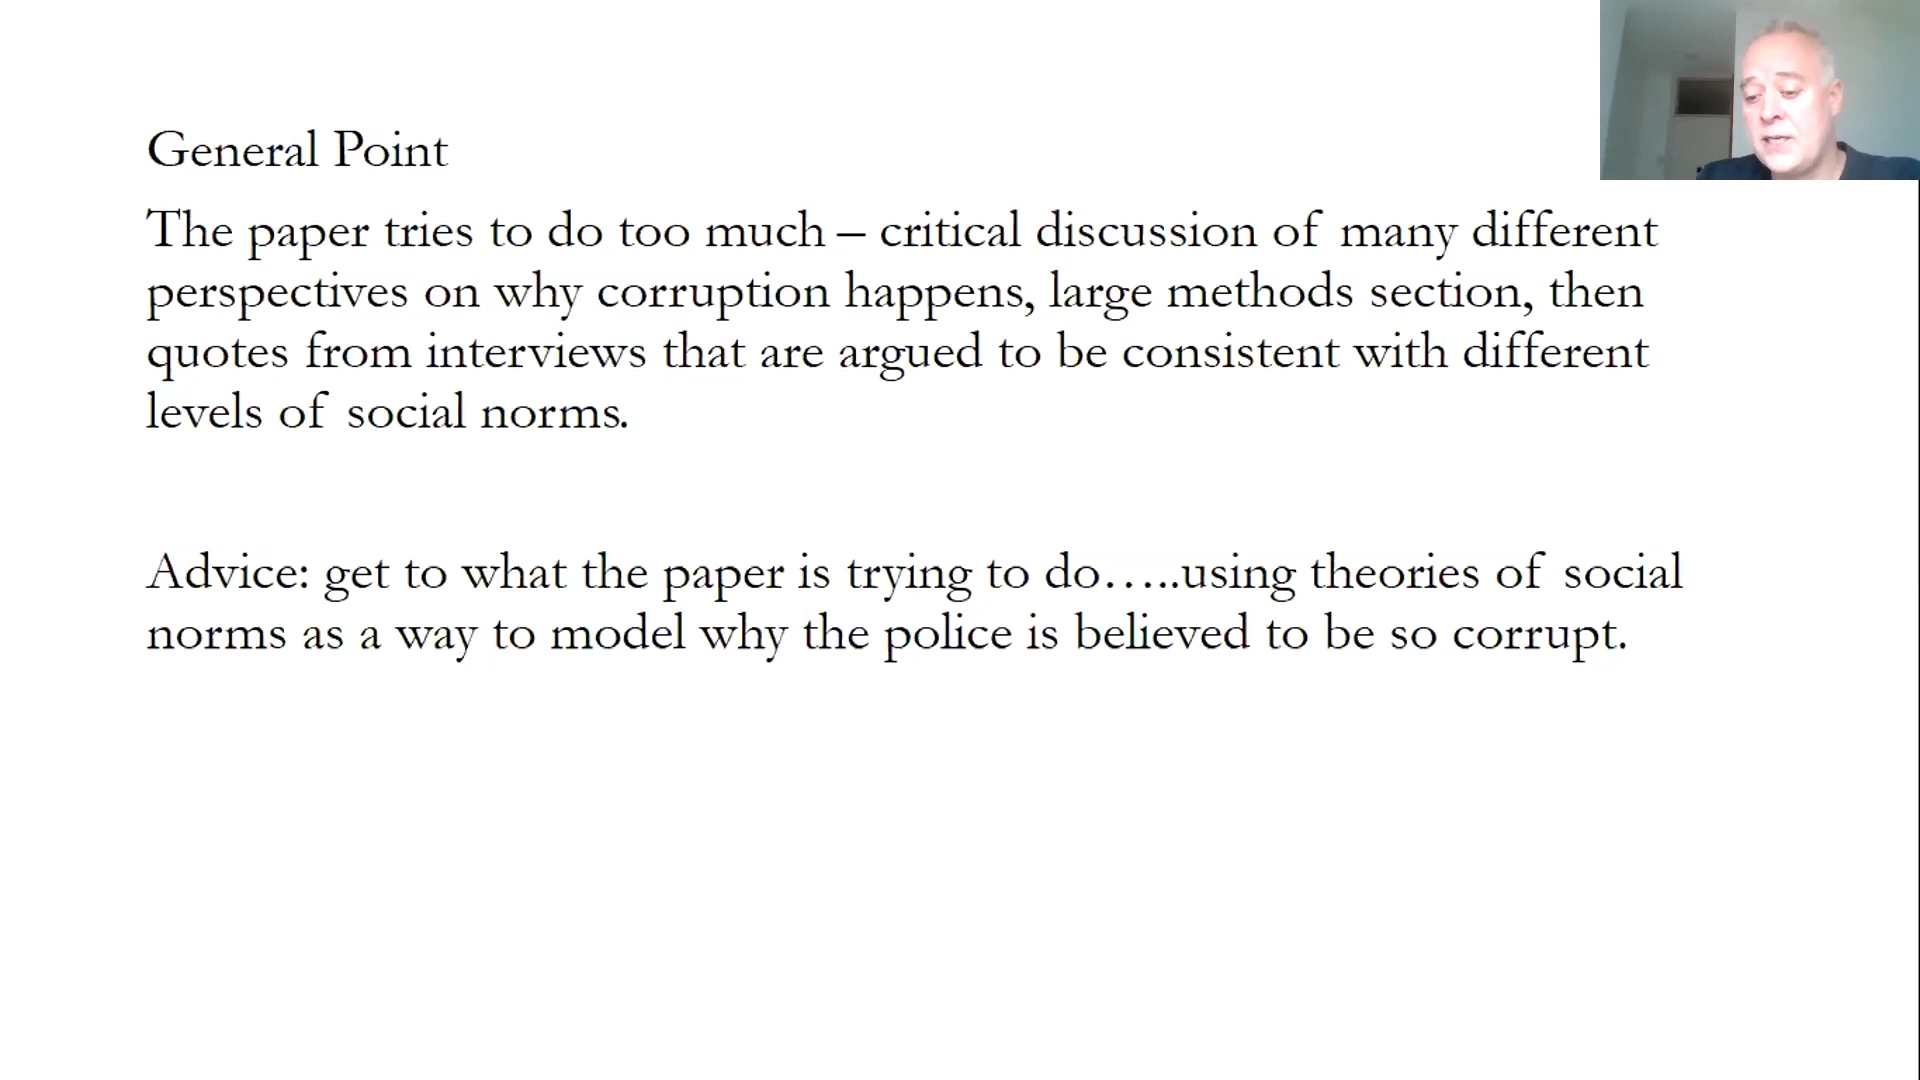 General Point
The paper tries to do too much – critical discussion of many different
perspectives on why corruption happens, large methods section, then
quotes from interviews that are argued to be consistent with different
levels of social norms.
Advice: get to what the paper is trying to do…..using theories of social
norms as a way to model why the police is believed to be so corrupt.